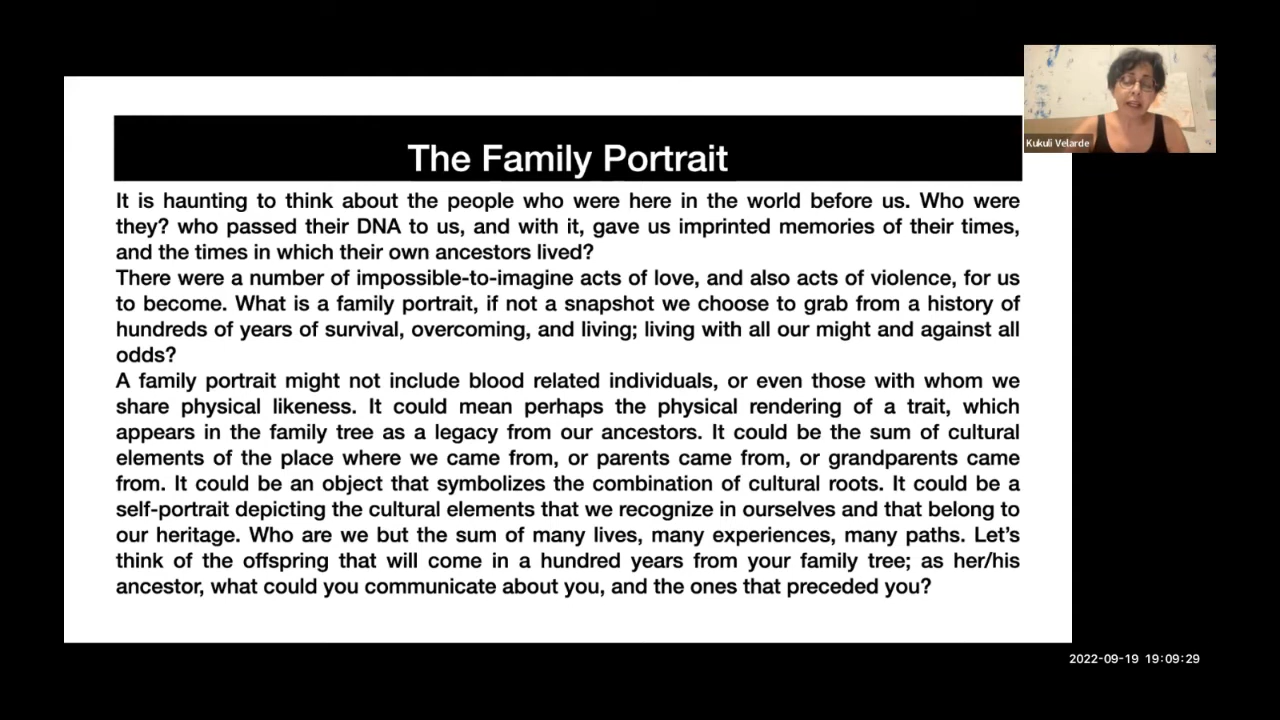 The Family Portrait
It is haunting to think about the people who were here in the world before us. Who were
they? who passed their DNA to us, and with it, gave us imprinted memories of their times,
and the times in which their own ancestors lived?
There were a number of impossible-to-imagine acts of love, and also acts of violence, for us
to become. What is a family portrait, if not a snapshot we choose to grab from a history of
hundreds of years of survival, overcoming, and living; living with all our might and against all
odds?
A family portrait might not include blood related individuals, or even those with whom we
share physical likeness. It could mean perhaps the physical rendering of a trait, which
appears in the family tree as a legacy from our ancestors. It could be the sum of cultural
elements of the place where we came from, or parents came from, or grandparents came
from. It could be an object that symbolizes the combination of cultural roots. It could be a
self-portrait depicting the cultural elements that we recognize in ourselves and that belong to
our heritage. Who are we but the sum of many lives, many experiences, many paths. Let’s
think of the offspring that will come in a hundred years from your family tree; as her/his
ancestor, what could you communicate about you, and the ones that preceded you?
Kukuli Velarde
2022-09-19 19:09:29